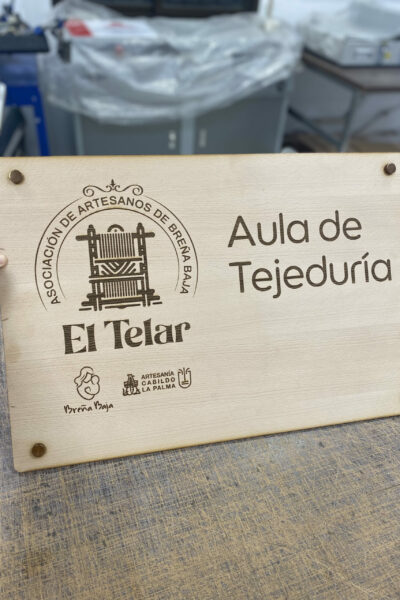 ASOCIACIÓN DE ARTESANOS DE BREÑA BAJA
El Telar
Breña Baja
ARTESANÍA
CABILDO
LA PALMA
Aula de
Tejeduría